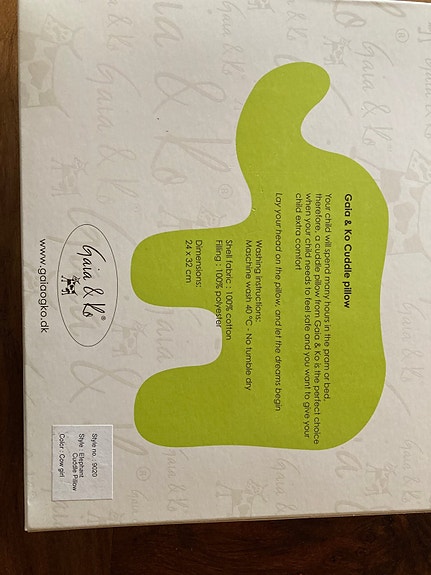 Gaia & Ko Cuddle pillow
Your child will spend many hours in the pram or bed,
therefore, a cuddle pillow from Gaia & Ko is the perfect choice
when your child needs to feel safe and you want to give your
child extra comfort
Lay your head on the pillow, and let the dreams begin
Washing instructions:
Maschine wash 40 °C - No tumble dry
Shell fabric : 100% cotton
Filling : 100% polyester
Dimensions:
24 x 32 cm
Gaia & Ko®
www.gaiaogko.dk
Style no. : 9020
Style : Elephant
Cuddle Pillow
Color : Cow girl